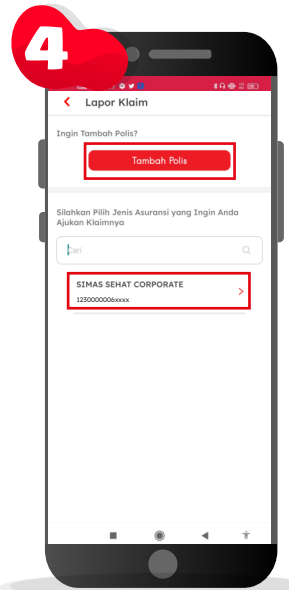 4
Lapor Klaim
Ingin Tambah Polis?
Tambah Polis
Silahkan Pilih Jenis Asuransi yang Ingin Anda
Ajukan Klaimnya
Cari
SIMAS SEHAT CORPORATE
1230000006xxxx